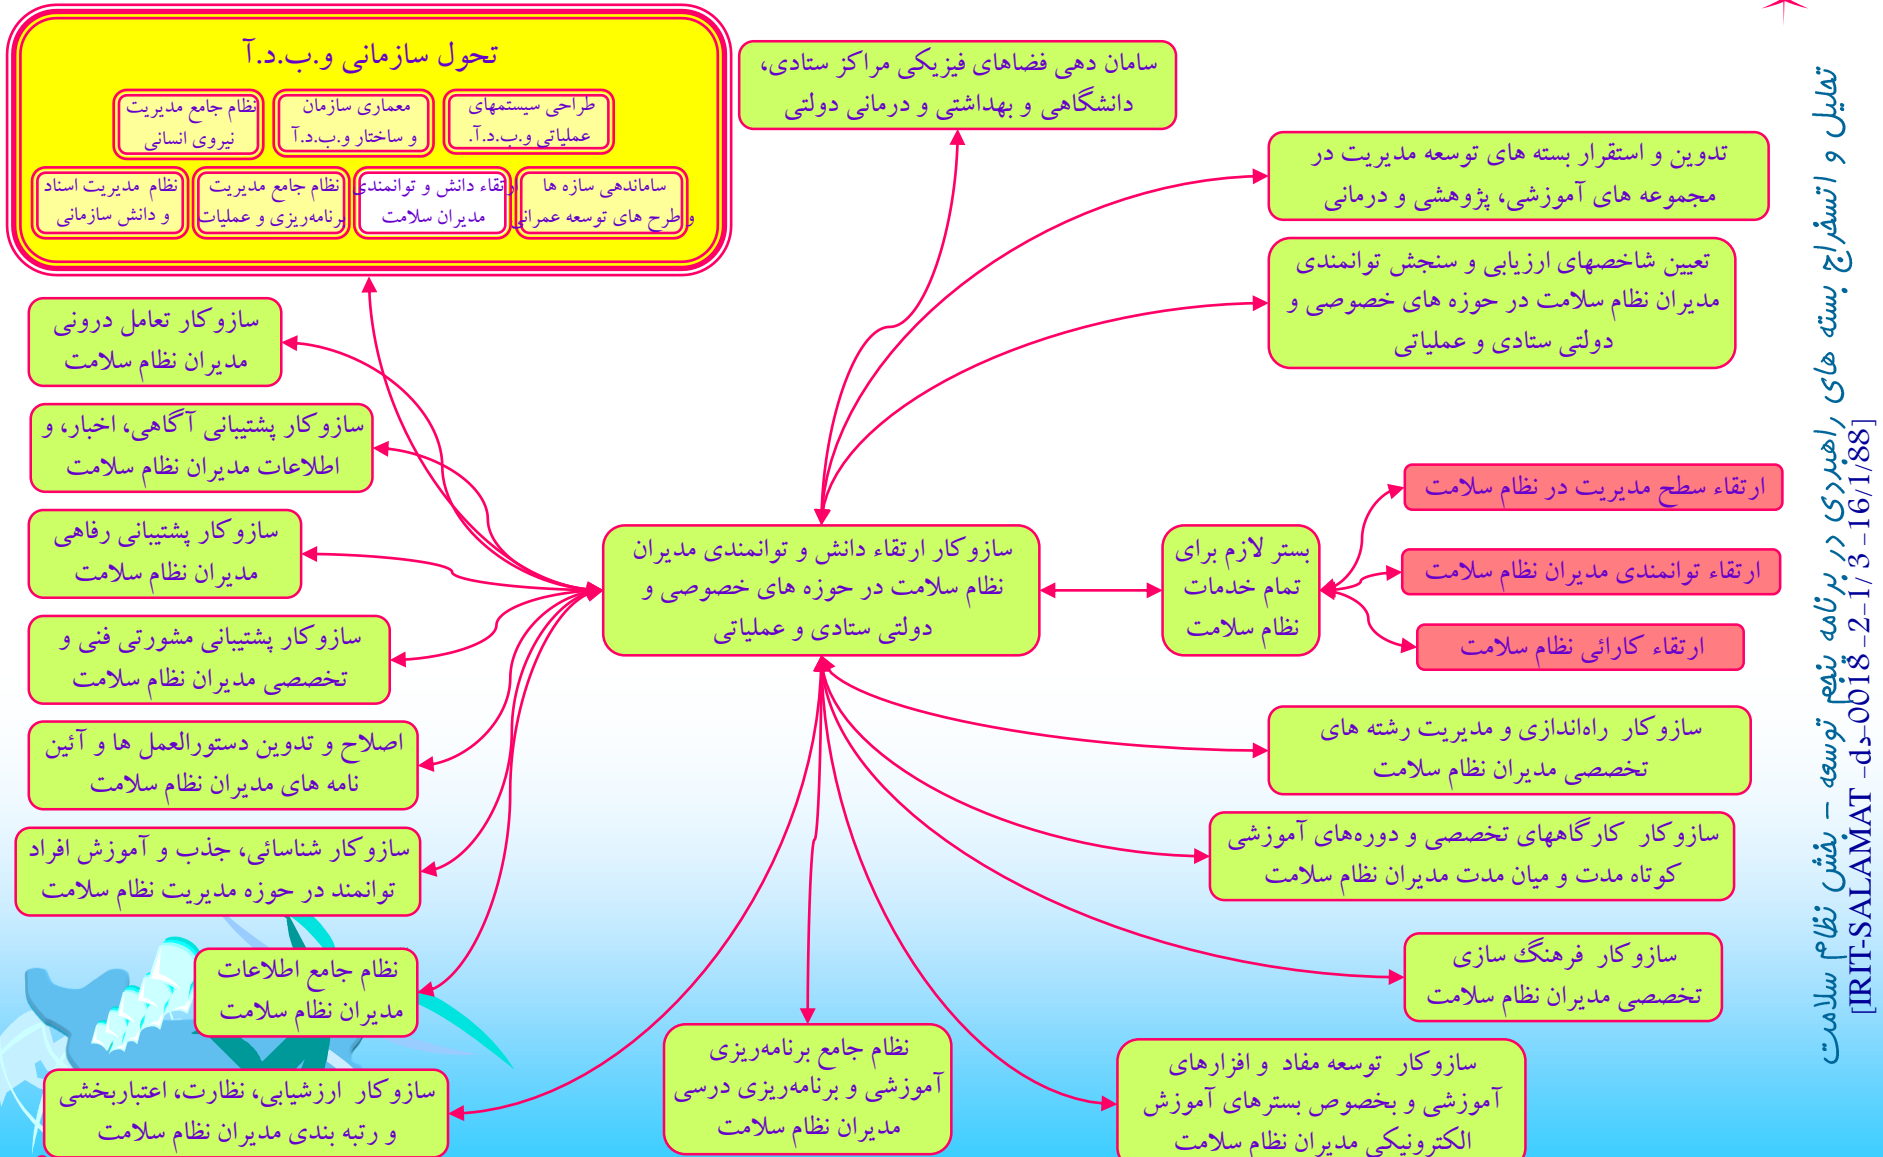 تحول سازمانی و.ب.د.آ
طراحی سیستمهای
عملیاتی و.ب.د.آ.
معماری سازمان
و ساختار و.ب.د.آ
نظام جامع مدیریت
نیروی انسانی
ساماندهی سازه ها
و طرح های توسعه عمرانی
ارتقاء دانش و توانمندی
مدیران سلامت
نظام جامع مدیریت
برنامه‌ریزی و عملیات
نظام مدیریت اسناد
و دانش سازمانی
سامان دهی فضاهای فیزیکی مراکز ستادی،
دانشگاهی و بهداشتی و درمانی دولتی
تدوین و استقرار بسته های توسعه مدیریت در
مجموعه های آموزشی، پژوهشی و درمانی
تعیین شاخصهای ارزیابی و سنجش توانمندی
مدیران نظام سلامت در حوزه های خصوصی و
دولتی ستادی و عملیاتی
ارتقاء سطح مدیریت در نظام سلامت
ارتقاء توانمندی مدیران نظام سلامت
ارتقاء کارائی نظام سلامت
بستر لازم برای
تمام خدمات
نظام سلامت
سازوکار ارتقاء دانش و توانمندی مدیران
نظام سلامت در حوزه های خصوصی و
دولتی ستادی و عملیاتی
سازوکار تعامل درونی
مدیران نظام سلامت
سازوکار پشتیبانی آگاهی، اخبار، و
اطلاعات مدیران نظام سلامت
سازوکار پشتیبانی رفاهی
مدیران نظام سلامت
سازوکار پشتیبانی مشورتی فنی و
تخصصی مدیران نظام سلامت
اصلاح و تدوین دستورالعمل ها و آئین
نامه های مدیران نظام سلامت
سازوکار شناسائی، جذب و آموزش افراد
توانمند در حوزه مدیریت نظام سلامت
نظام جامع اطلاعات
مدیران نظام سلامت
سازوکار ارزشیابی، نظارت، اعتباربخشی
و رتبه بندی مدیران نظام سلامت
نظام جامع برنامه‌ریزی
آموزشی و برنامه‌ریزی درسی
مدیران نظام سلامت
سازوکار توسعه مفاد و افزارهای
آموزشی و بخصوص بسترهای آموزش
الکترونیکی مدیران نظام سلامت
سازوکار فرهنگ سازی
تخصصی مدیران نظام سلامت
سازوکار کارگاههای تخصصی و دوره‌های آموزشی
کوتاه مدت و میان مدت مدیران نظام سلامت
سازوکار راه‌اندازی و مدیریت رشته های
تخصصی مدیران نظام سلامت
تحلیل و استخراج بسته های راهبردی در برنامه پنجم توسعه – بخش نظام سلامت
[IRIT-SALAMAT –ds–0018–2–1/3–16/1/88]